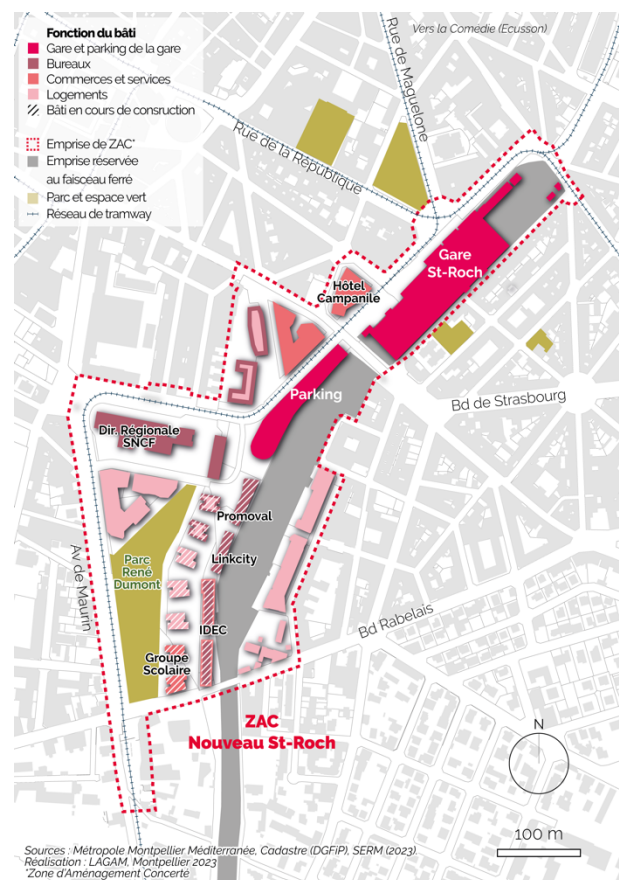 Fonction du bâti
Gare et parking de la gare
Bureaux
Commerces et services
Logements
Bâti en cours de consruction
Emprise de ZAC*
Emprise réservée
au faisceau ferré
Parc et espace vert
Réseau de tramway
Vers la Comédie (Ecusson)
Rue de Maguelone
Rue de la République
Gare
St-Roch
Hôtel
Campanile
Parking
Bd de Strasbourg
Dir. Régionale
SNCF
Promoval
Linkcity
Parc
René
Dumont
Av de Maurin
IDEC
Bd Rabelais
Groupe
Scolaire
ZAC
Nouveau St-Roch
N
100 m
Sources : Métropole Montpellier Méditerranée, Cadastre (DGFiP), SERM (2023).
Réalisation : LAGAM, Montpellier 2023
*Zone d'Aménagement Concerté